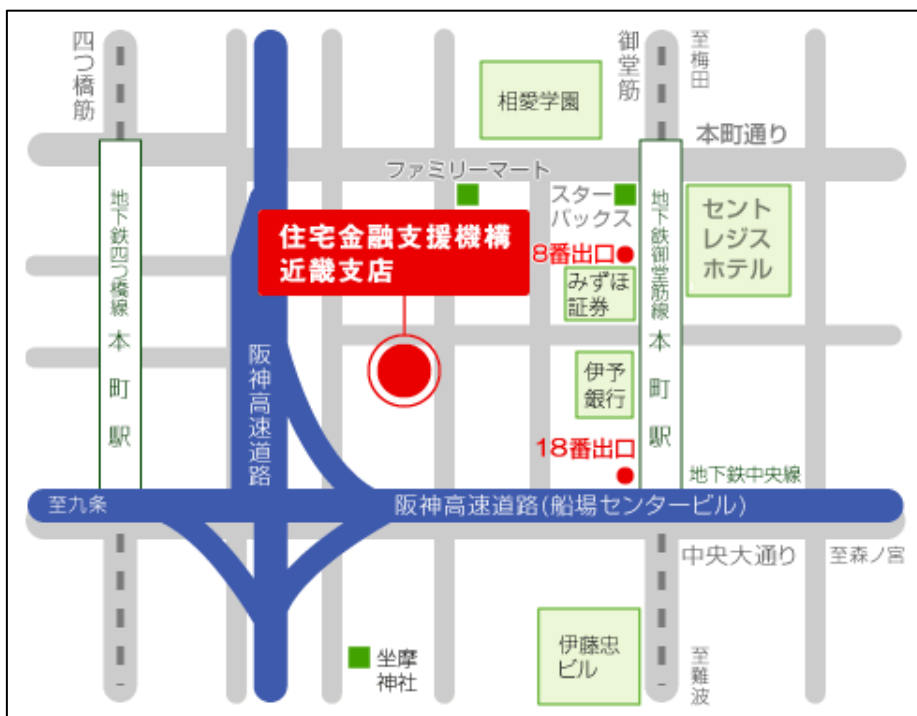 四つ橋筋
御堂筋
至梅田
相愛学園
本町通り
ファミリーマート
スター
バックス
セント
レジス
ホテル
地下鉄四つ橋線
本町駅
住宅金融支援機構
近畿支店
8番出口
みずほ
証券
地下鉄御堂筋線
本町駅
阪神高速道路
伊予
銀行
18番出口
地下鉄中央線
至九条
阪神高速道路(船場センタービル)
中央大通り
至森ノ宮
坐摩
神社
伊藤忠
ビル
至難波